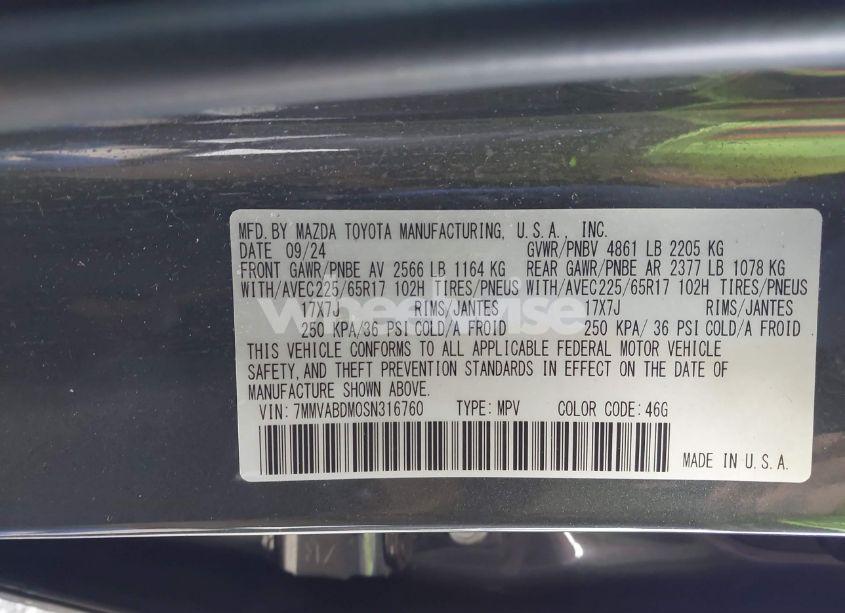 MFD. BY MAZDA TOYOTA MANUFACTURING, U.S.A., INC.
DATE 09/24 GVWR/PNBV 4861 LB 2205 KG
FRONT GAWR/PNBE AV 2566 LB 1164 KG REAR GAWR/PNBE AR 2377 LB 1078 KG
WITH/AVEC225/65R17 102H TIRES/PNEUS WITH/AVEC225/65R17 102H TIRES/PNEUS
17X7J RIMS/JANTES 17X7J RIMS/JANTES
250 KPA/36 PSI COLD/A FROID 250 KPA/ 36 PSI COLD/A FROID
wheelwise
THIS VEHICLE CONFORMS TO ALL APPLICABLE FEDERAL MOTOR VEHICLE
SAFETY, AND THEFT PREVENTION STANDARDS IN EFFECT ON THE DATE OF
MANUFACTURE SHOWN ABOVE.
VIN: 7MMVABDM0SN316760 TYPE: MPV COLOR CODE: 46G
MADE IN U.S.A.